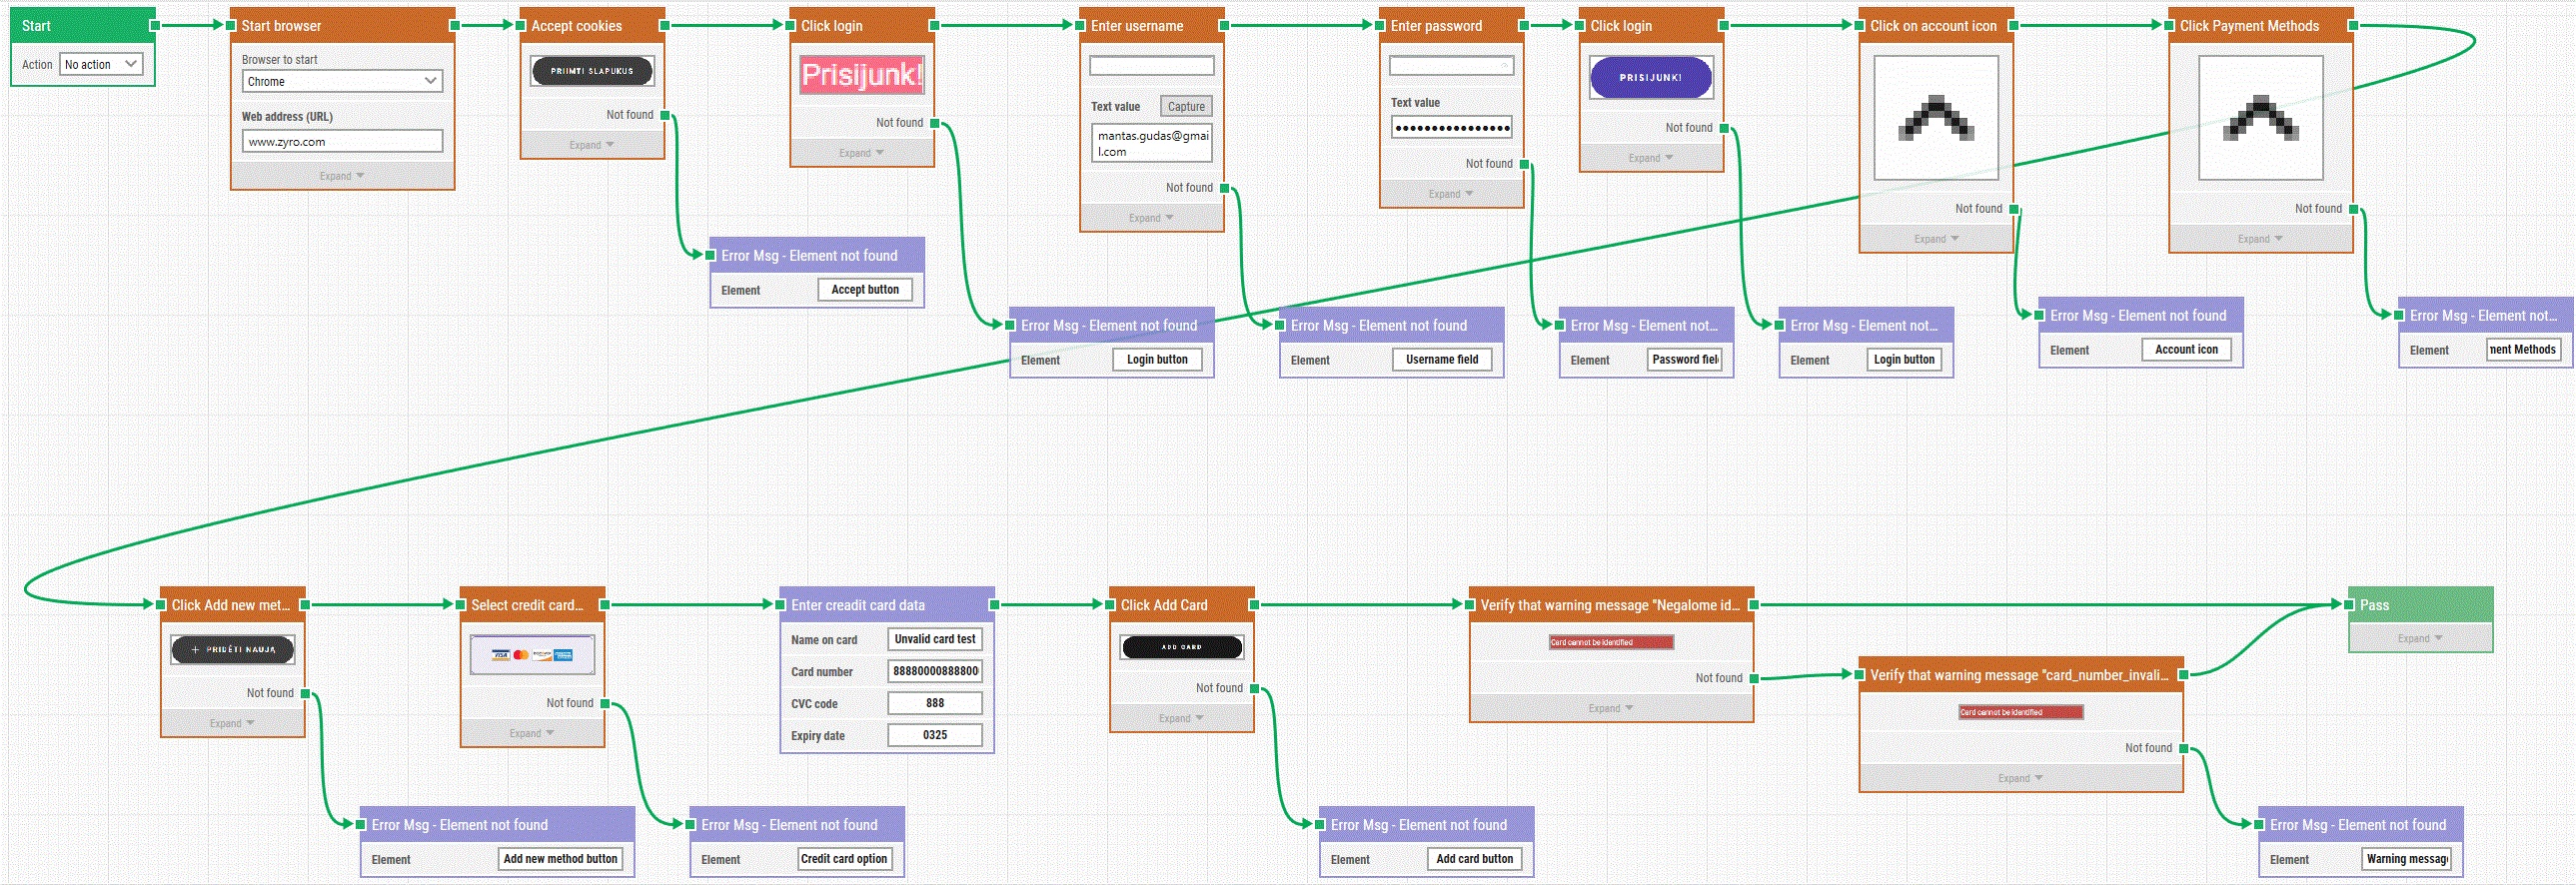 Start
Action
No action
Start browser
Browser to start
Chrome
Web address (URL)
www.zyro.com
Expand
Accept cookies
PRIIMTI SLAPUKUS
Not found
Expand
Click login
Prisijunk!
Not found
Expand
Enter username
Text value
Capture
mantas.gudas@gmai
l.com
Not found
Expand
Enter password
Text value
Not found
Expand
Click login
PRISIJUNK!
Not found
Expand
Click on account icon
Not found
Expand
Click Payment Methods
Not found
Expand
Error Msg - Element not found
Element
Accept button
Error Msg - Element not found
Element
Login button
Error Msg - Element not found
Element
Username field
Error Msg - Element not...
Element
Password fiel
Error Msg - Element not...
Element
Login button
Error Msg - Element not found
Element
Account icon
Error Msg - Element not...
Element
nent Methods
Click Add new met...
+ PRIDĖTI NAUJĄ
Not found
Expand
Select credit card...
VISA
Not found
Expand
Enter creadit card data
Name on card
Unvalid card test
Card number
88880000888800
CVC code
888
Expiry date
0325
Click Add Card
ADD CARD
Not found
Expand
Verify that warning message "Negalome id...
Card cannot be identified
Not found
Expand
Verify that warning message "card_number_invali...
Card cannot be identified
Not found
Expand
Pass
Expand
Error Msg - Element not found
Element
Add new method button
Error Msg - Element not found
Element
Credit card option
Error Msg - Element not found
Element
Add card button
Error Msg - Element not found
Element
Warning messag